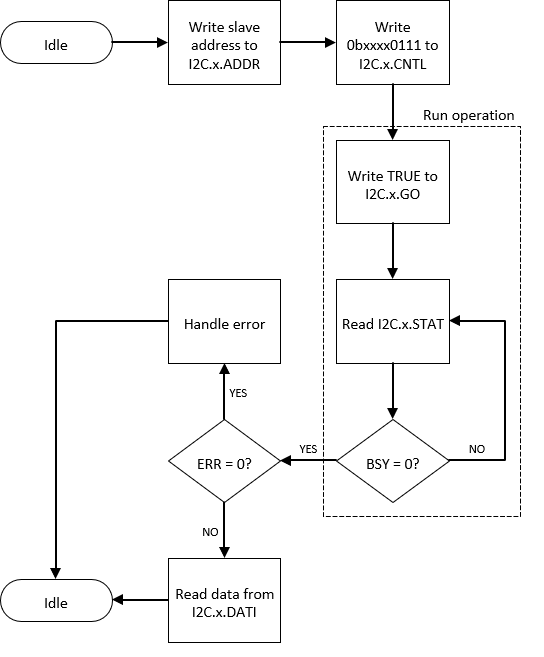 Idle
Write slave
address to
I2C.x.ADDR
Write
0bxxxx0111 to
I2C.x.CNTL
Run operation
Write TRUE to
I2C.x.GO
Handle error
Read I2C.x.STAT
YES
ERR = 0?
YES
BSY = 0?
NO
NO
Idle
Read data from
I2C.x.DATI